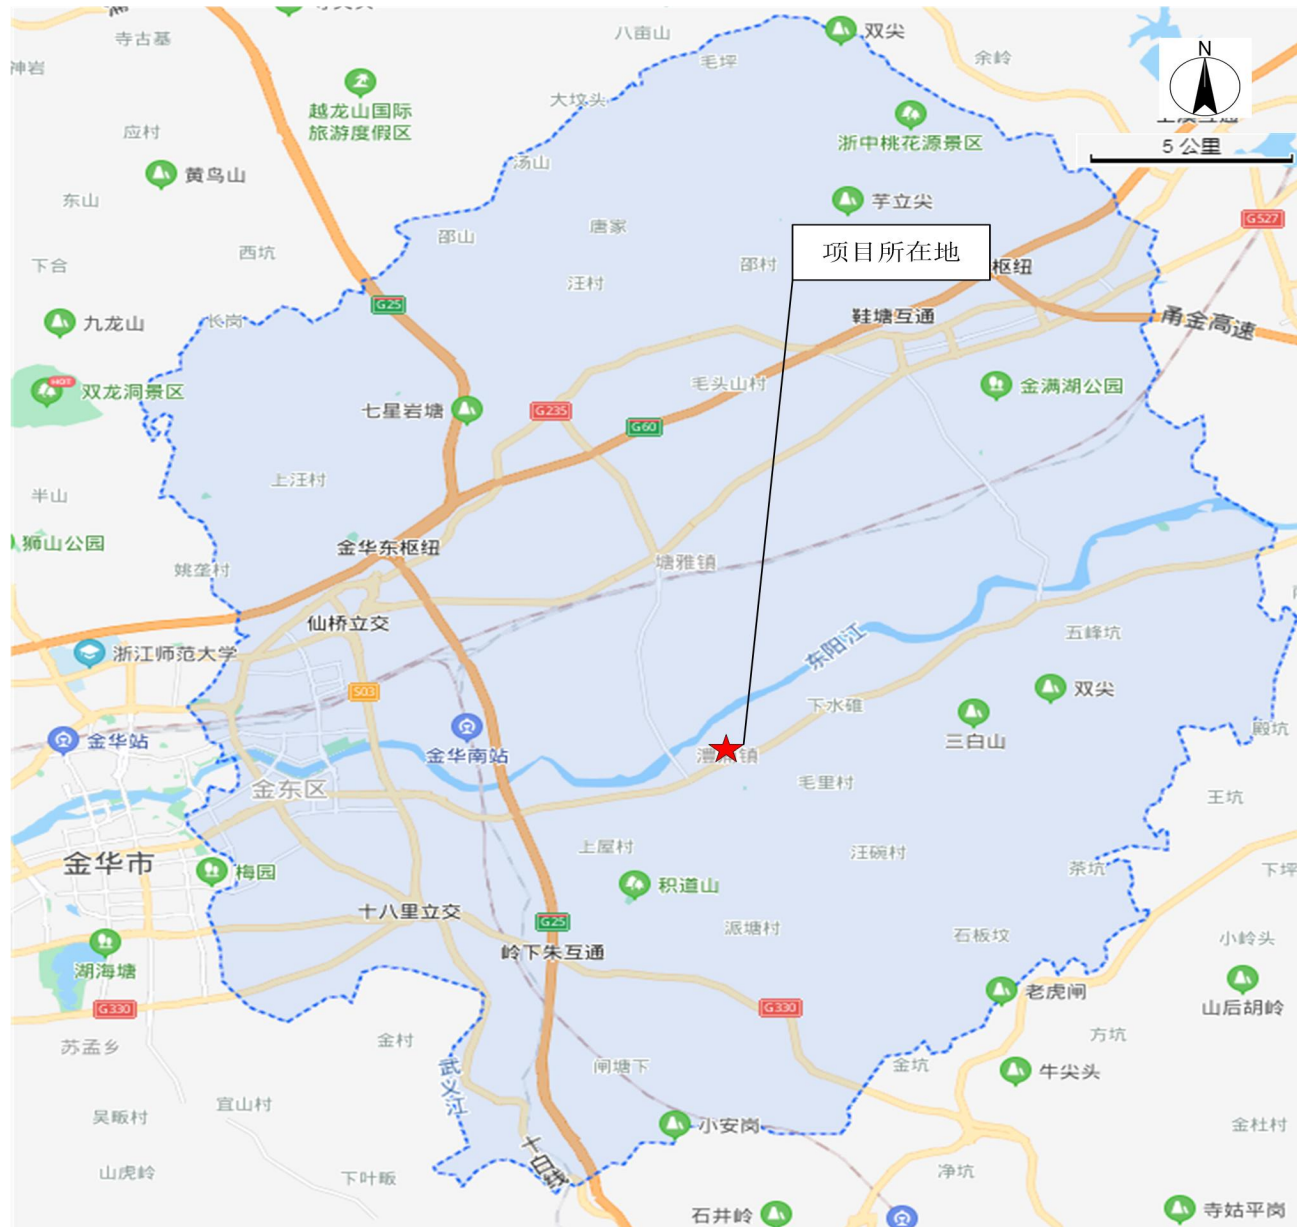 寺古基
神岩
八亩山
双尖
毛坪
余岭
N
越龙山国际
旅游度假区
大坟头
应村
浙中桃花源景区
5 公里
汤山
黄鸟山
东山
芋立尖
G527
唐家
邵山
西坑
项目所在地
下合
邵村
枢纽
汪村
G25
九龙山
长岗
鞋塘互通
甬金高速
HOT
双龙洞景区
毛头山村
金满湖公园
七星岩塘
G235
G60
上汪村
半山
狮山公园
金华东枢纽
塘雅镇
姚垄村
仙桥立交
东阳江
五峰坑
浙江师范大学
S03
双尖
下水碓
殿坑
金华站
金华南站
三白山
镇
金东区
毛里村
王坑
上屋村
汪碗村
金华市
梅园
茶坑
下坪
积道山
十八里立交
G25
派塘村
石板坟
小岭头
岭下朱互通
湖海塘
老虎闸
G330
G330
山后胡岭
苏孟乡
金村
方坑
武义江
闸塘下
金坑
牛尖头
吴畈村
宜山村
小安岗
金杜村
十白线
山虎岭
下叶畈
净坑
石井岭
寺姑平岗